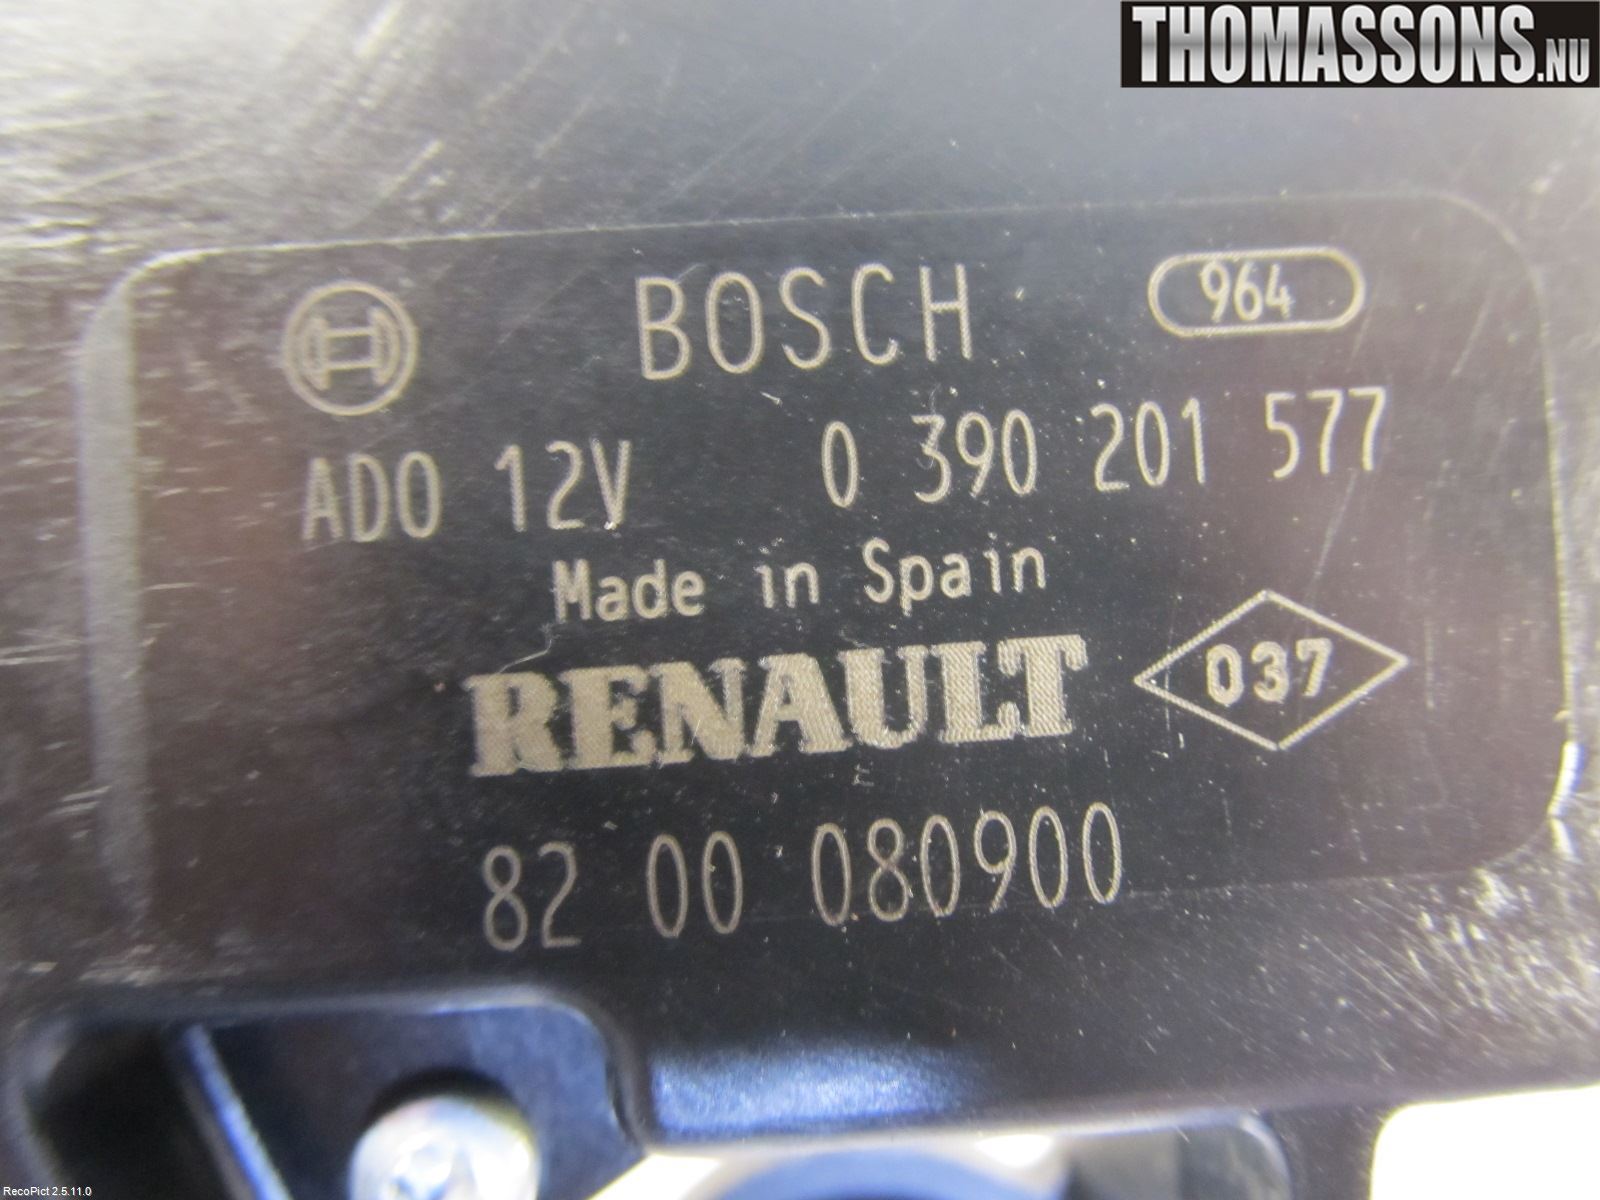 THOMASSONS.NU
BOSCH 964
ADO 12V 0 390 201 577
Made in Spain
RENAULT 037
82 00 080900
RecoPict 2.5.11.0